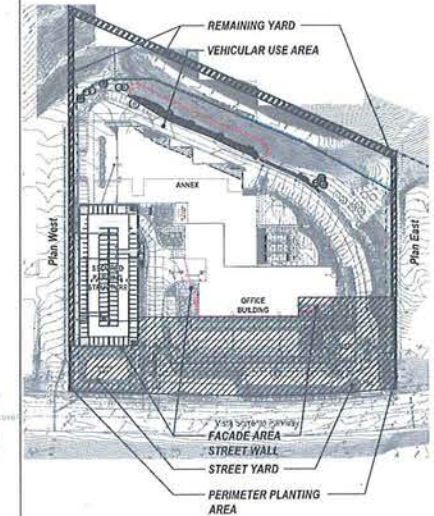 REMAINING YARD
VEHICULAR USE AREA
ANNEX
Plan West
Plan East
OFFICE
BUILDING
FACADE AREA
STREET WALL
STREET YARD
PERIMETER PLANTING
AREA